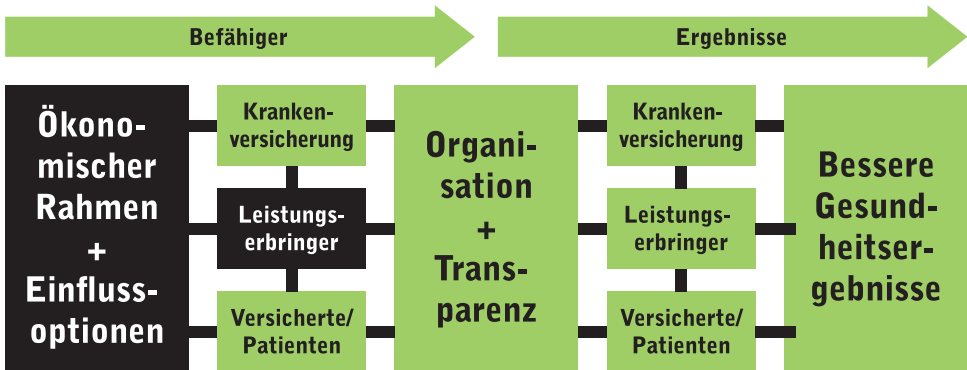 Befähiger
Ergebnisse
Ökono-
mischer
Rahmen
+
Einfluss-
optionen
Kranken-
versicherung
Leistungs-
erbringer
Versicherte/
Patienten
Organi-
sation
+
Trans-
parenz
Kranken-
versicherung
Leistungs-
erbringer
Versicherte/
Patienten
Bessere
Gesund-
heitser-
gebnisse